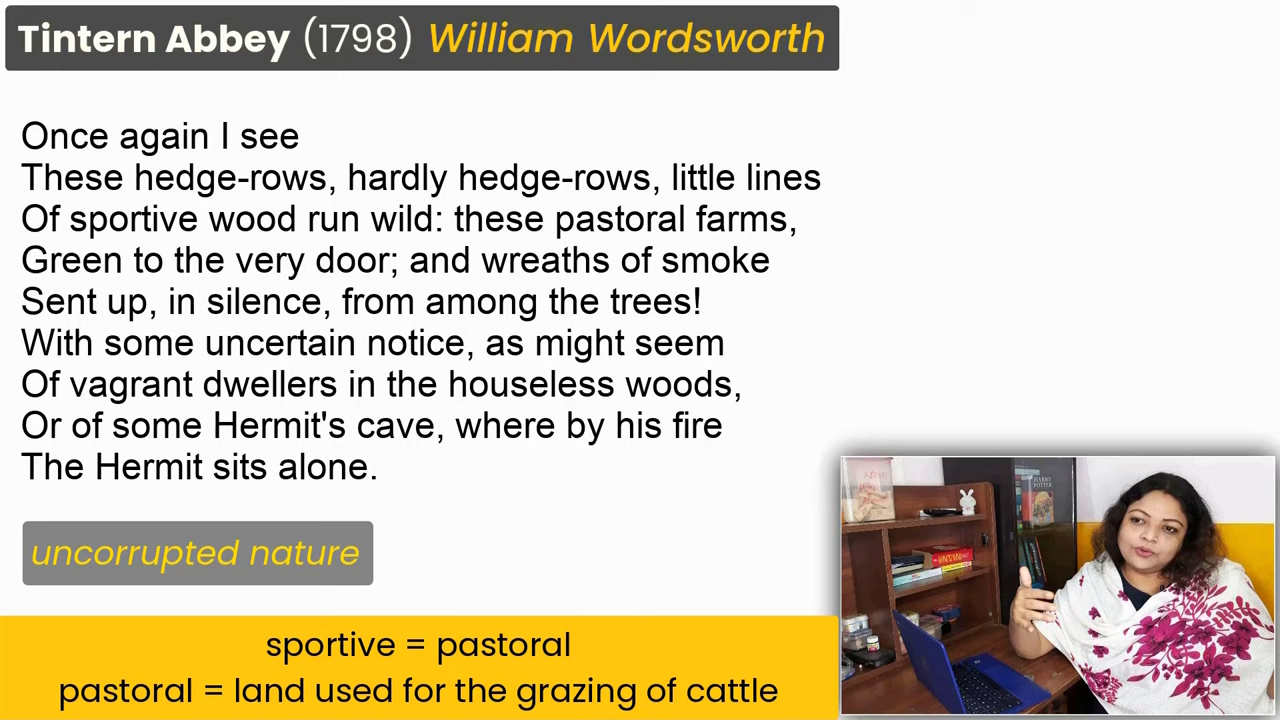 Tintern Abbey (1798) William Wordsworth
Once again I see
These hedge-rows, hardly hedge-rows, little lines
Of sportive wood run wild: these pastoral farms,
Green to the very door; and wreaths of smoke
Sent up, in silence, from among the trees!
With some uncertain notice, as might seem
Of vagrant dwellers in the houseless woods,
Or of some Hermit's cave, where by his fire
The Hermit sits alone.
uncorrupted nature
sportive = pastoral
pastoral = land used for the grazing of cattle
HARRY
POTTER